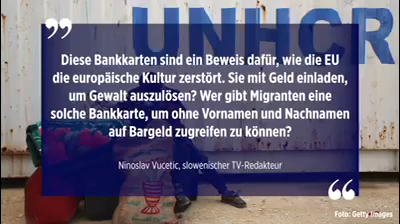 UNHCR
Diese Bankkarten sind ein Beweis dafür, wie die EU
die europäische Kultur zerstört. Sie mit Geld einladen,
um Gewalt auszulösen? Wer gibt Migranten eine
solche Bankkarte, um ohne Vornamen und Nachnamen
auf Bargeld zugreifen zu können?
Ninoslav Vucetic, slowenischer TV-Redakteur
Foto: Getty Images